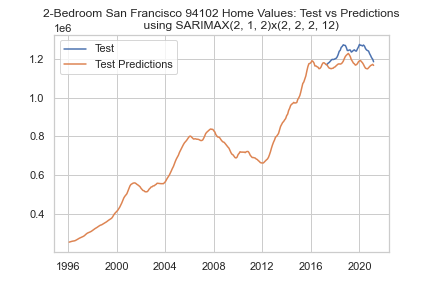 2-Bedroom San Francisco 94102 Home Values: Test vs Predictions
using SARIMAX(2, 1, 2)x(2, 2, 2, 12)
1e6
Test
Test Predictions
1.2
1.0
0.8
0.6
0.4
1996 2000 2004 2008 2012 2016 2020